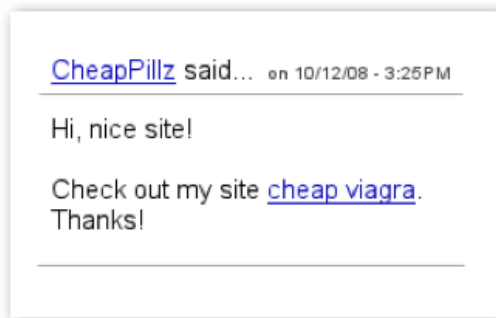 CheapPillz said... on 10/12/08 - 3:25PM
Hi, nice site!
Check out my site cheap viagra.
Thanks!